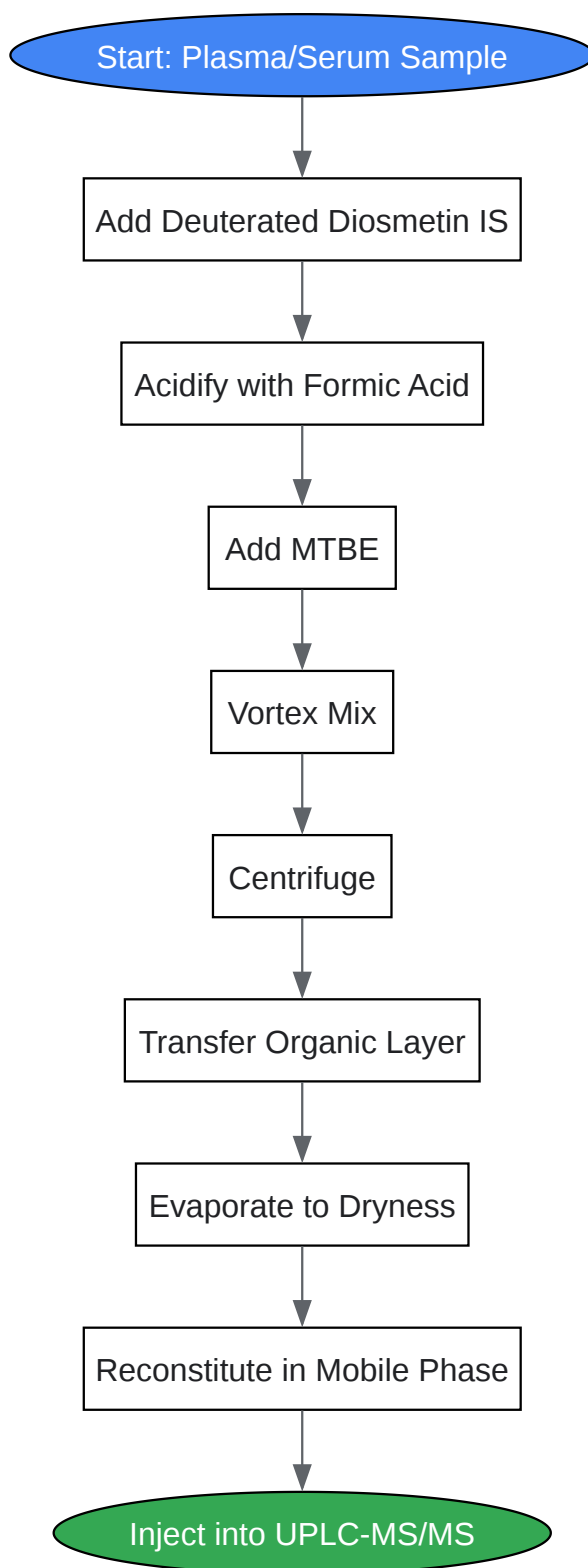 Start: Plasma/Serum Sample
Add Deuterated Diosmetin IS
Acidify with Formic Acid
Add MTBE
Vortex Mix
Centrifuge
Transfer Organic Layer
Evaporate to Dryness
Reconstitute in Mobile Phase
Inject into UPLC-MS/MS